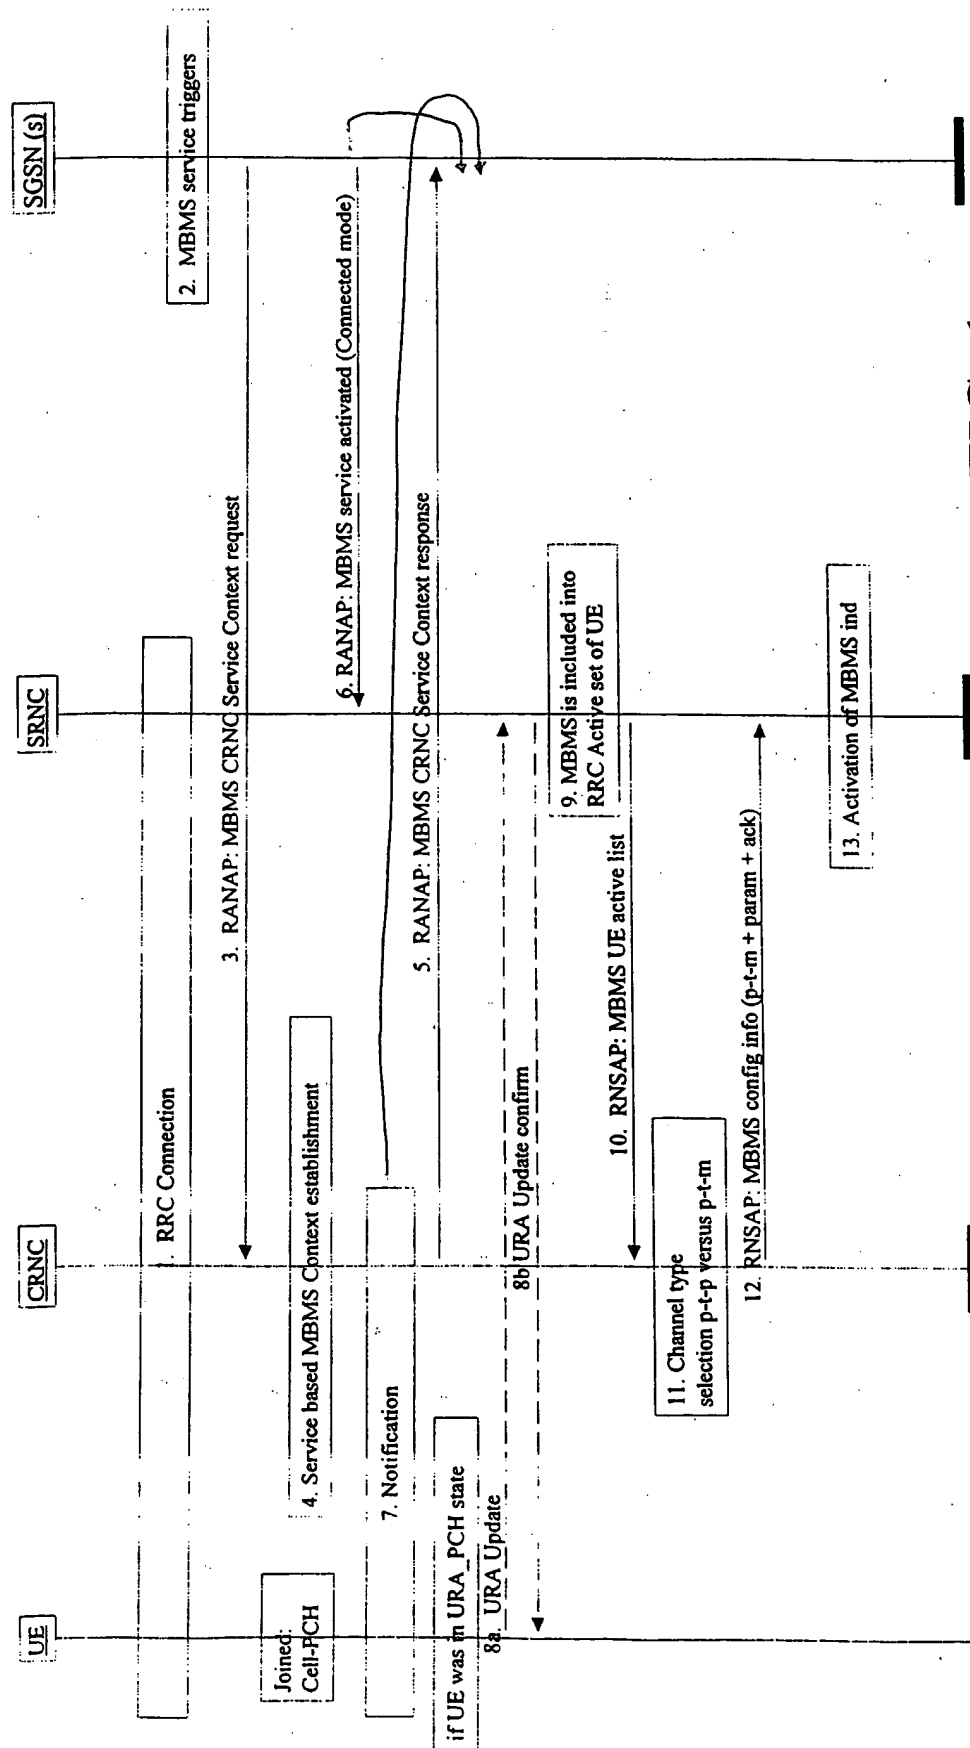 UE
CRNC
SRNC
SGSN (s)
RRC Connection
2. MBMS service triggers
3. RANAP: MBMS CRNC Service Context request
Joined:
Cell-PCH
4. Service based MBMS Context establishment
6. RANAP: MBMS service activated (Connected mode)
7. Notification
5. RANAP: MBMS CRNC Service Context response
if UE was in URA_PCH state
8a. URA Update
8b URA Update confirm
9. MBMS is included into
RRC Active set of UE
10. RNSAP: MBMS UE active list
11. Channel type
selection p-t-p versus p-t-m
12. RNSAP: MBMS config info (p-t-m + param + ack)
13. Activation of MBMS ind